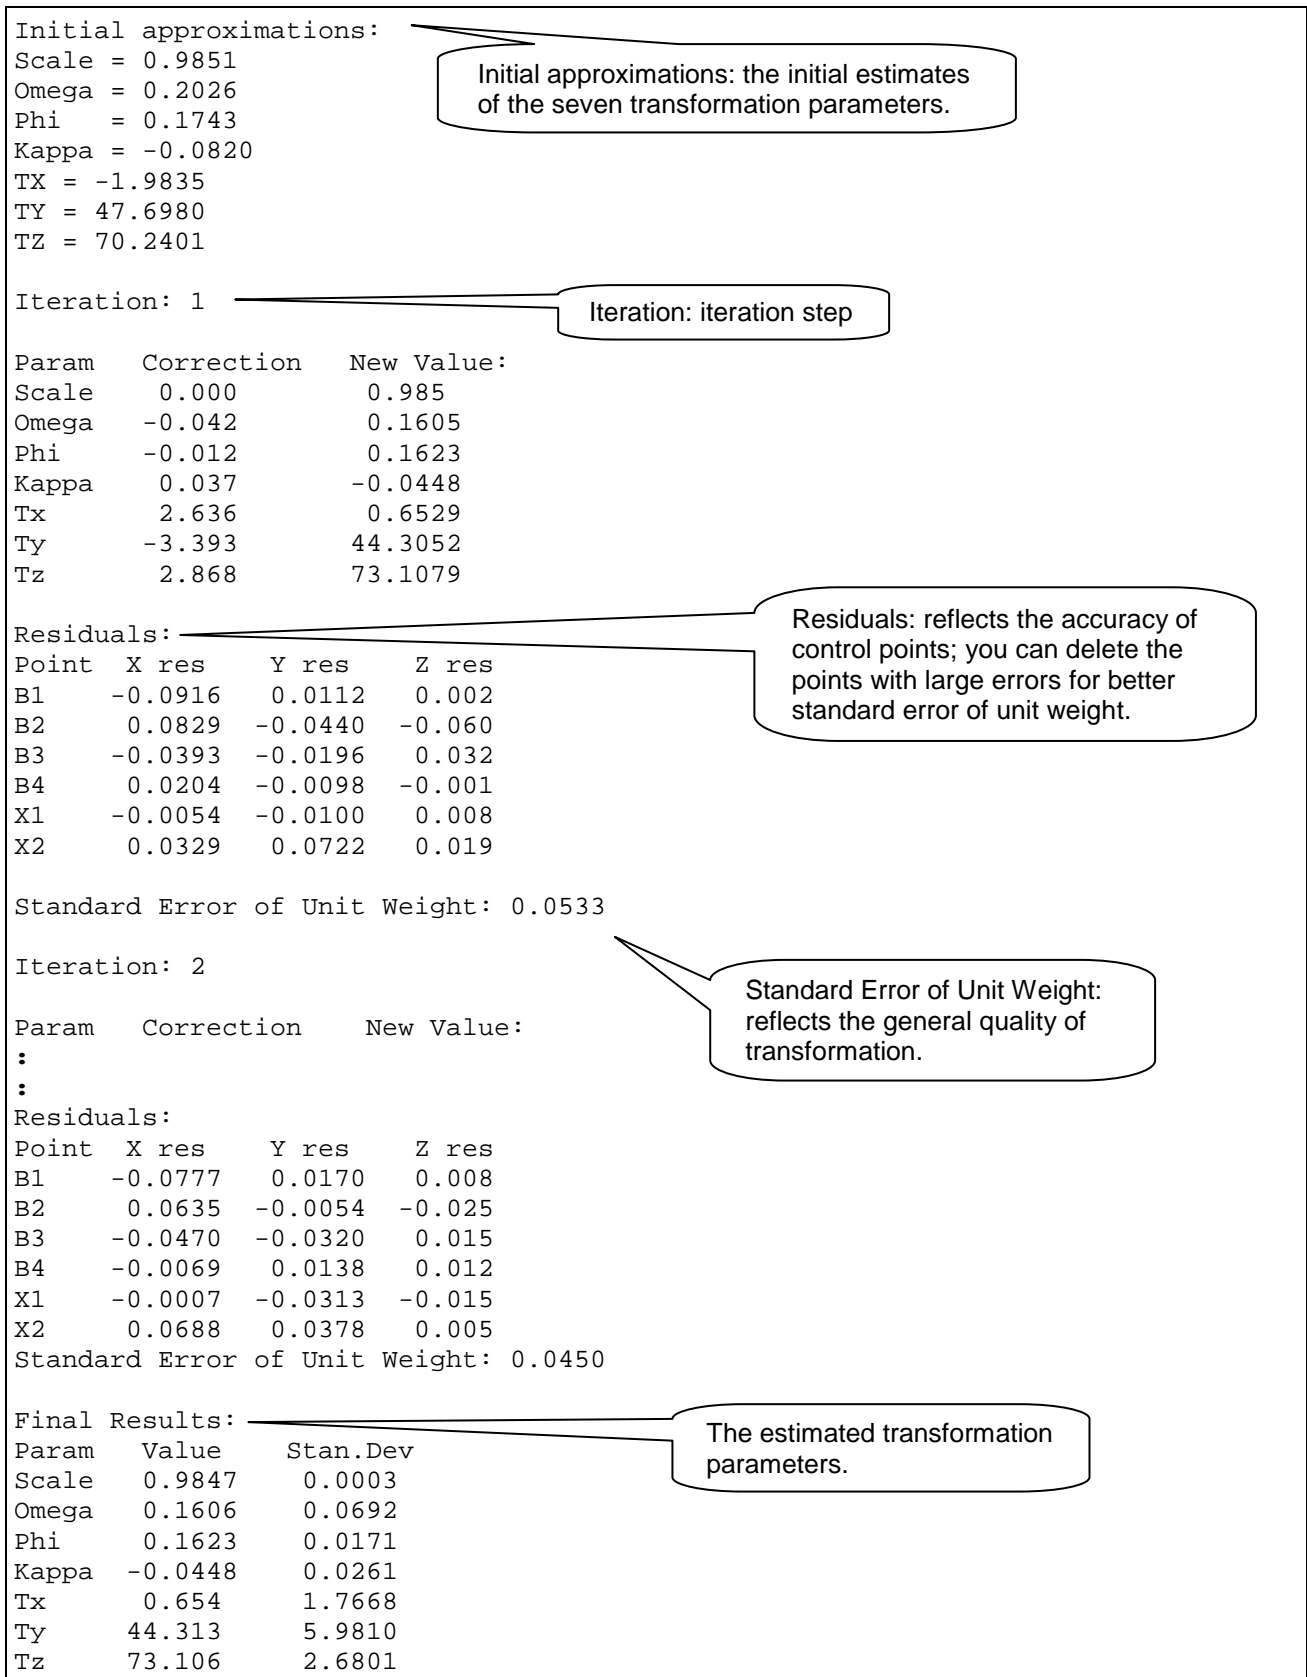 Initial approximations:
Scale = 0.9851
Omega = 0.2026
Phi   = 0.1743
Kappa = -0.0820
TX = -1.9835
TY = 47.6980
TZ = 70.2401
Initial approximations: the initial estimates
of the seven transformation parameters.
Iteration: 1
Iteration: iteration step
Param   Correction   New Value:
Scale    0.000        0.985
Omega   -0.042        0.1605
Phi     -0.012        0.1623
Kappa    0.037       -0.0448
Tx       2.636        0.6529
Ty      -3.393       44.3052
Tz       2.868       73.1079
Residuals:
Point  X res    Y res    Z res
B1    -0.0916   0.0112   0.002
B2     0.0829  -0.0440  -0.060
B3    -0.0393  -0.0196   0.032
B4     0.0204  -0.0098  -0.001
X1    -0.0054  -0.0100   0.008
X2     0.0329   0.0722   0.019
Residuals: reflects the accuracy of
control points; you can delete the
points with large errors for better
standard error of unit weight.
Standard Error of Unit Weight: 0.0533
Standard Error of Unit Weight:
reflects the general quality of
transformation.
Iteration: 2
Param   Correction    New Value:
:
:
Residuals:
Point  X res    Y res    Z res
B1    -0.0777   0.0170   0.008
B2     0.0635  -0.0054  -0.025
B3    -0.0470  -0.0320   0.015
B4    -0.0069   0.0138   0.012
X1    -0.0007  -0.0313  -0.015
X2     0.0688   0.0378   0.005
Standard Error of Unit Weight: 0.0450
Final Results:
The estimated transformation
parameters.
Param   Value    Stan.Dev
Scale   0.9847    0.0003
Omega   0.1606    0.0692
Phi     0.1623    0.0171
Kappa  -0.0448    0.0261
Tx      0.654     1.7668
Ty     44.313     5.9810
Tz     73.106     2.6801